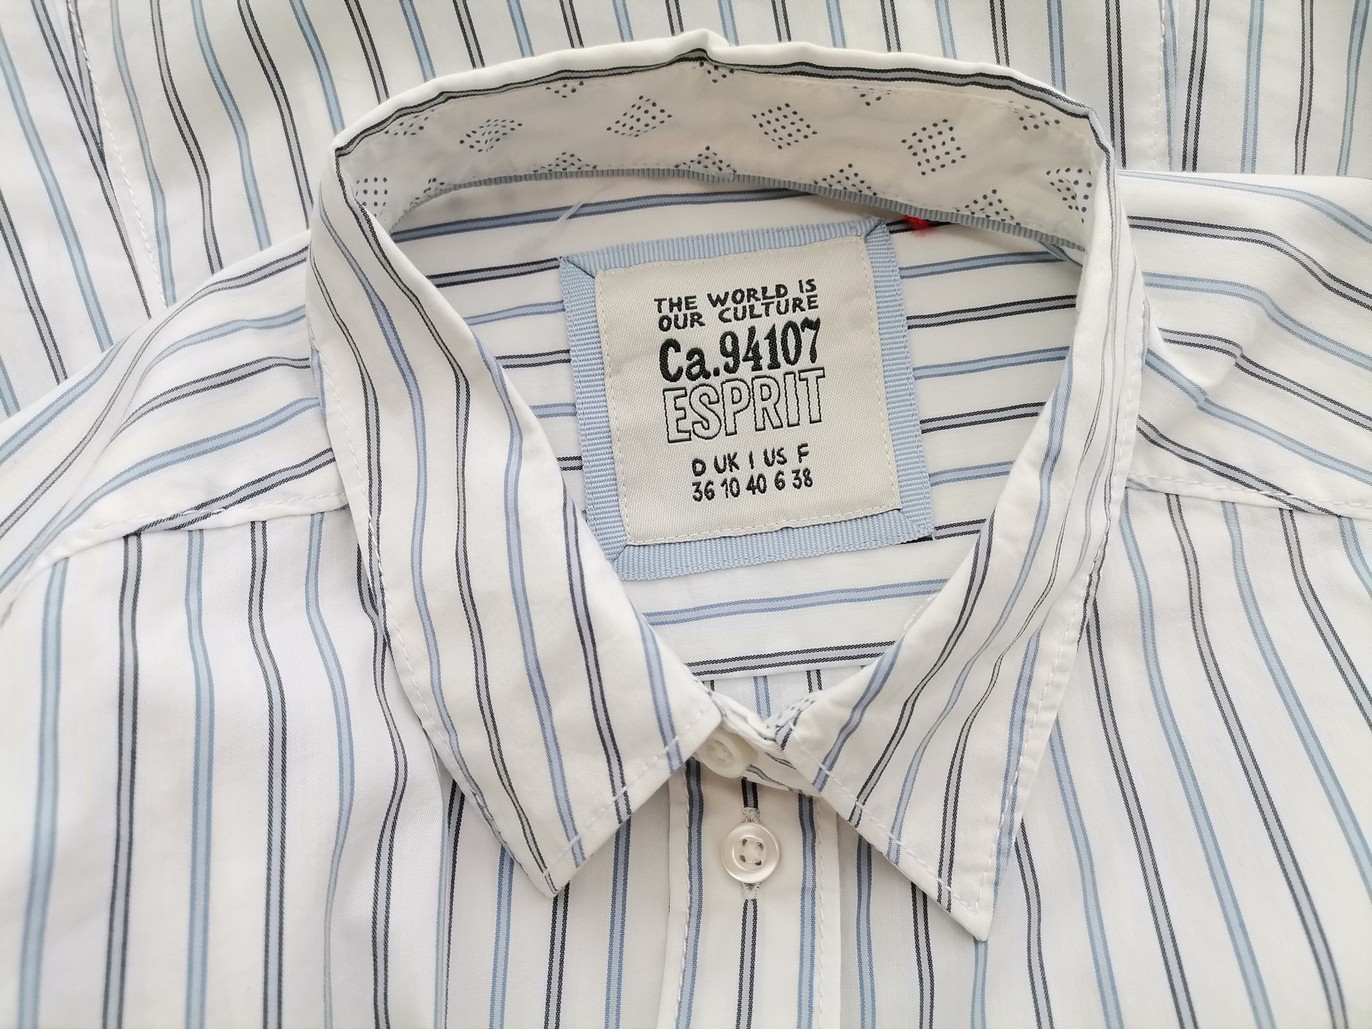 THE WORLD IS
OUR CULTURE
Ca.94107
ESPRIT
D UK I US F
36 10 40 6 38